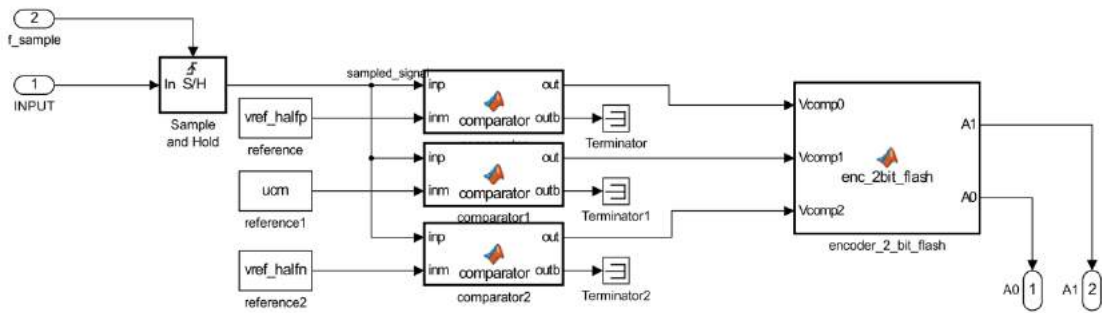 2
f_sample
1
INPUT
In S/H
Sample
and Hold
sampled_signal
vref_halfp
reference
ucm
reference1
vref_halfn
reference2
inp
inm
out
outb
comparator
inp
inm
out
outb
comparator
comparator1
inp
inm
out
outb
comparator
comparator2
Terminator
Terminator1
Terminator2
Vcomp0
Vcomp1
Vcomp2
enc_2bit_flash
A1
A0
encoder_2_bit_flash
A0 1
A1 2